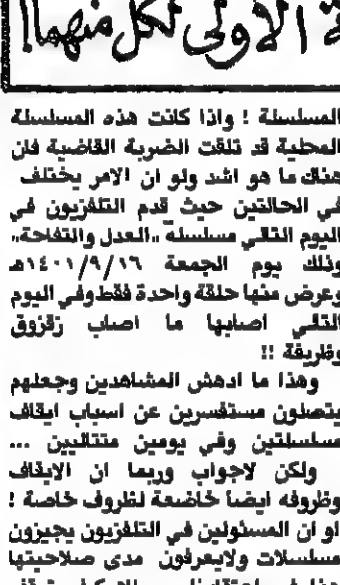 الاولى لكل منهما!
المسلسلة ! واذا كانت هذه المسلسلة
المحلية قد تلقت الضربة القاضية فان
هناك ما هو اشد ولو ان الامر يختلف
في الحالتين حيث قدم التلفزيون في
اليوم التالي مسلسلة «العدل والتفاحة»
وذلك يوم الجمعة ١٤٠١/٩/١٦هـ
وعرض منها حلقة واحدة فقط وفي اليوم
التالي اصابها ما اصاب زقزوق
وظريفة !!
وهذا ما ادهش المشاهدين وجعلهم
يتصلون مستفسرين عن اسباب ايقاف
مسلسلتين وفي يومين متتاليين ...
ولكن لاجواب وربما ان الايقاف
وظروفه ايضا خاضعة لظروف خاصة !
او ان المسئولين في التلفزيون يجيزون
مسلسلات ولايعرفون مدى صلاحيتها